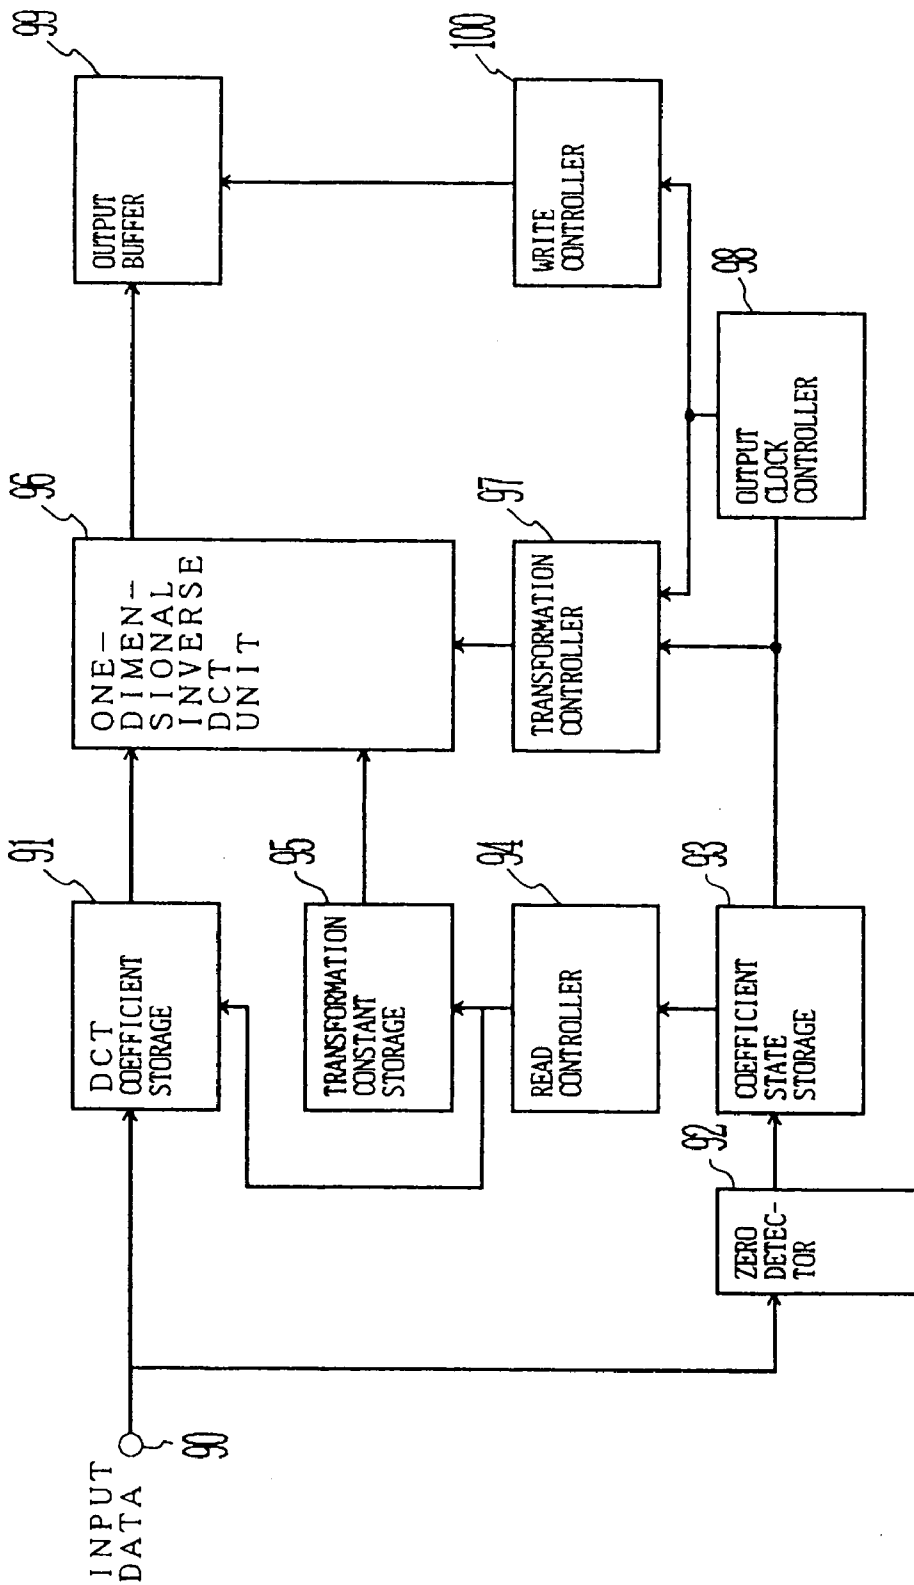 INPUT
DATA
90
91
DCT
COEFFICIENT
STORAGE
96
ONE-
DIMEN-
SIONAL
INVERSE
DCT
UNIT
99
OUTPUT
BUFFER
95
TRANSFORMATION
CONSTANT
STORAGE
94
READ
CONTROLLER
97
TRANSFORMATION
CONTROLLER
100
WRITE
CONTROLLER
92
ZERO
DETEC-
TOR
93
COEFFICIENT
STATE
STORAGE
98
OUTPUT
CLOCK
CONTROLLER